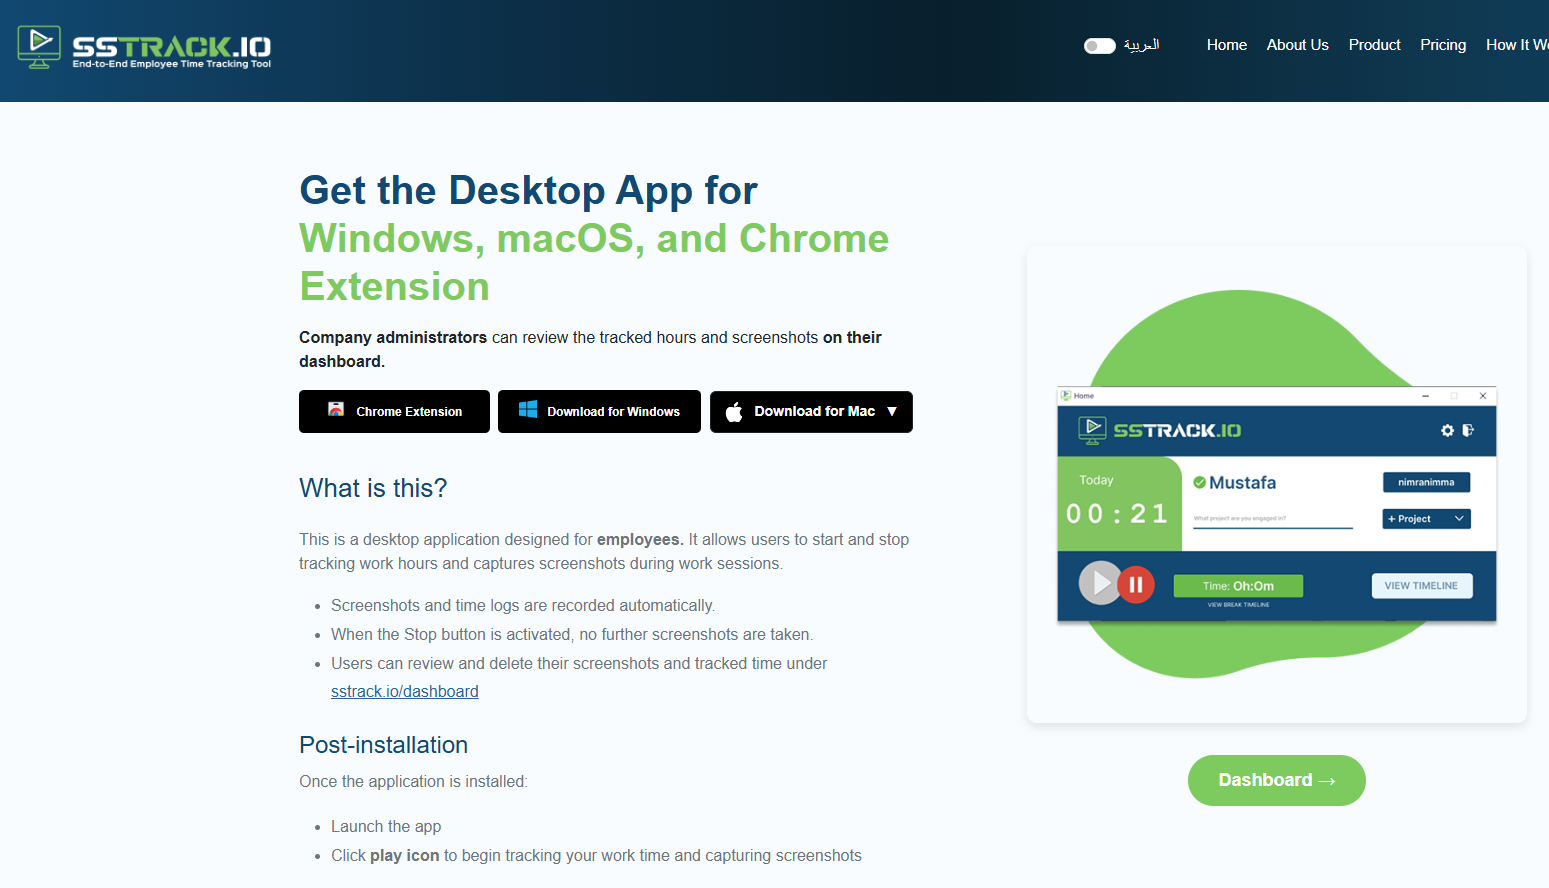 SSTRACK.IO
End-to-End Employee Time Tracking Tool
العربية
Home About Us Product Pricing How It Wo
Get the Desktop App for
Windows, macOS, and Chrome
Extension
Company administrators can review the tracked hours and screenshots on their
dashboard.
Chrome Extension
Download for Windows
Download for Mac ▼
What is this?
This is a desktop application designed for employees. It allows users to start and stop
tracking work hours and captures screenshots during work sessions.
• Screenshots and time logs are recorded automatically.
• When the Stop button is activated, no further screenshots are taken.
• Users can review and delete their screenshots and tracked time under
sstrack.io/dashboard
Post-installation
Once the application is installed:
• Launch the app
• Click play icon to begin tracking your work time and capturing screenshots
Home
SSTRACK.IO
Today
00:21
Mustafa
What project are you engaged in?
nimranimma
+ Project
Time: 0h:0m
VIEW BREAK TIMELINE
VIEW TIMELINE
Dashboard →